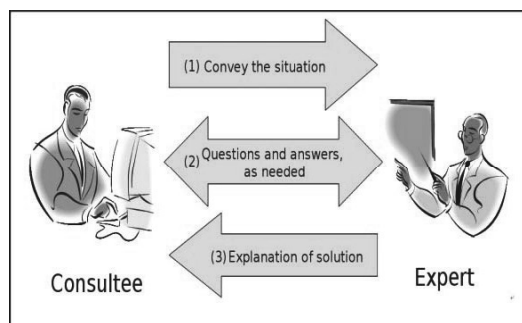 (1) Convey the situation
(2) Questions and answers,
as needed
(3) Explanation of solution
Consultee
Expert